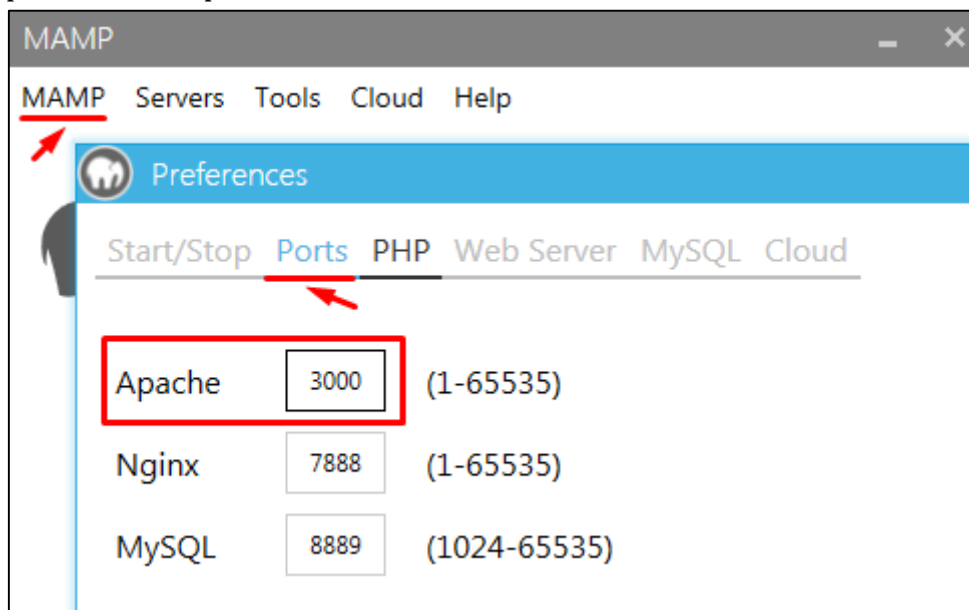 MAMP
MAMP Servers Tools Cloud Help
Preferences
Start/Stop Ports PHP Web Server MySQL Cloud
Apache 3000 (1-65535)
Nginx 7888 (1-65535)
MySQL 8889 (1024-65535)